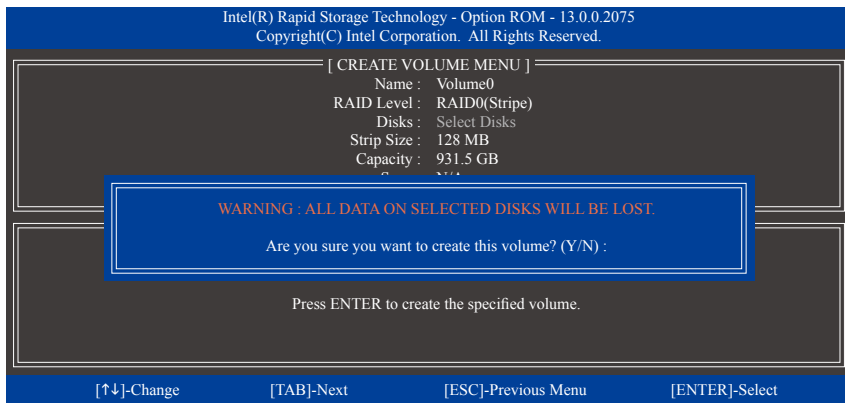 Intel(R) Rapid Storage Technology - Option ROM - 13.0.0.2075
Copyright(C) Intel Corporation. All Rights Reserved.
[ CREATE VOLUME MENU ]
Name : Volume0
RAID Level : RAID0(Stripe)
Disks : Select Disks
Strip Size : 128 MB
Capacity : 931.5 GB
WARNING : ALL DATA ON SELECTED DISKS WILL BE LOST.
Are you sure you want to create this volume? (Y/N) :
Press ENTER to create the specified volume.
[↑↓]-Change [TAB]-Next [ESC]-Previous Menu [ENTER]-Select